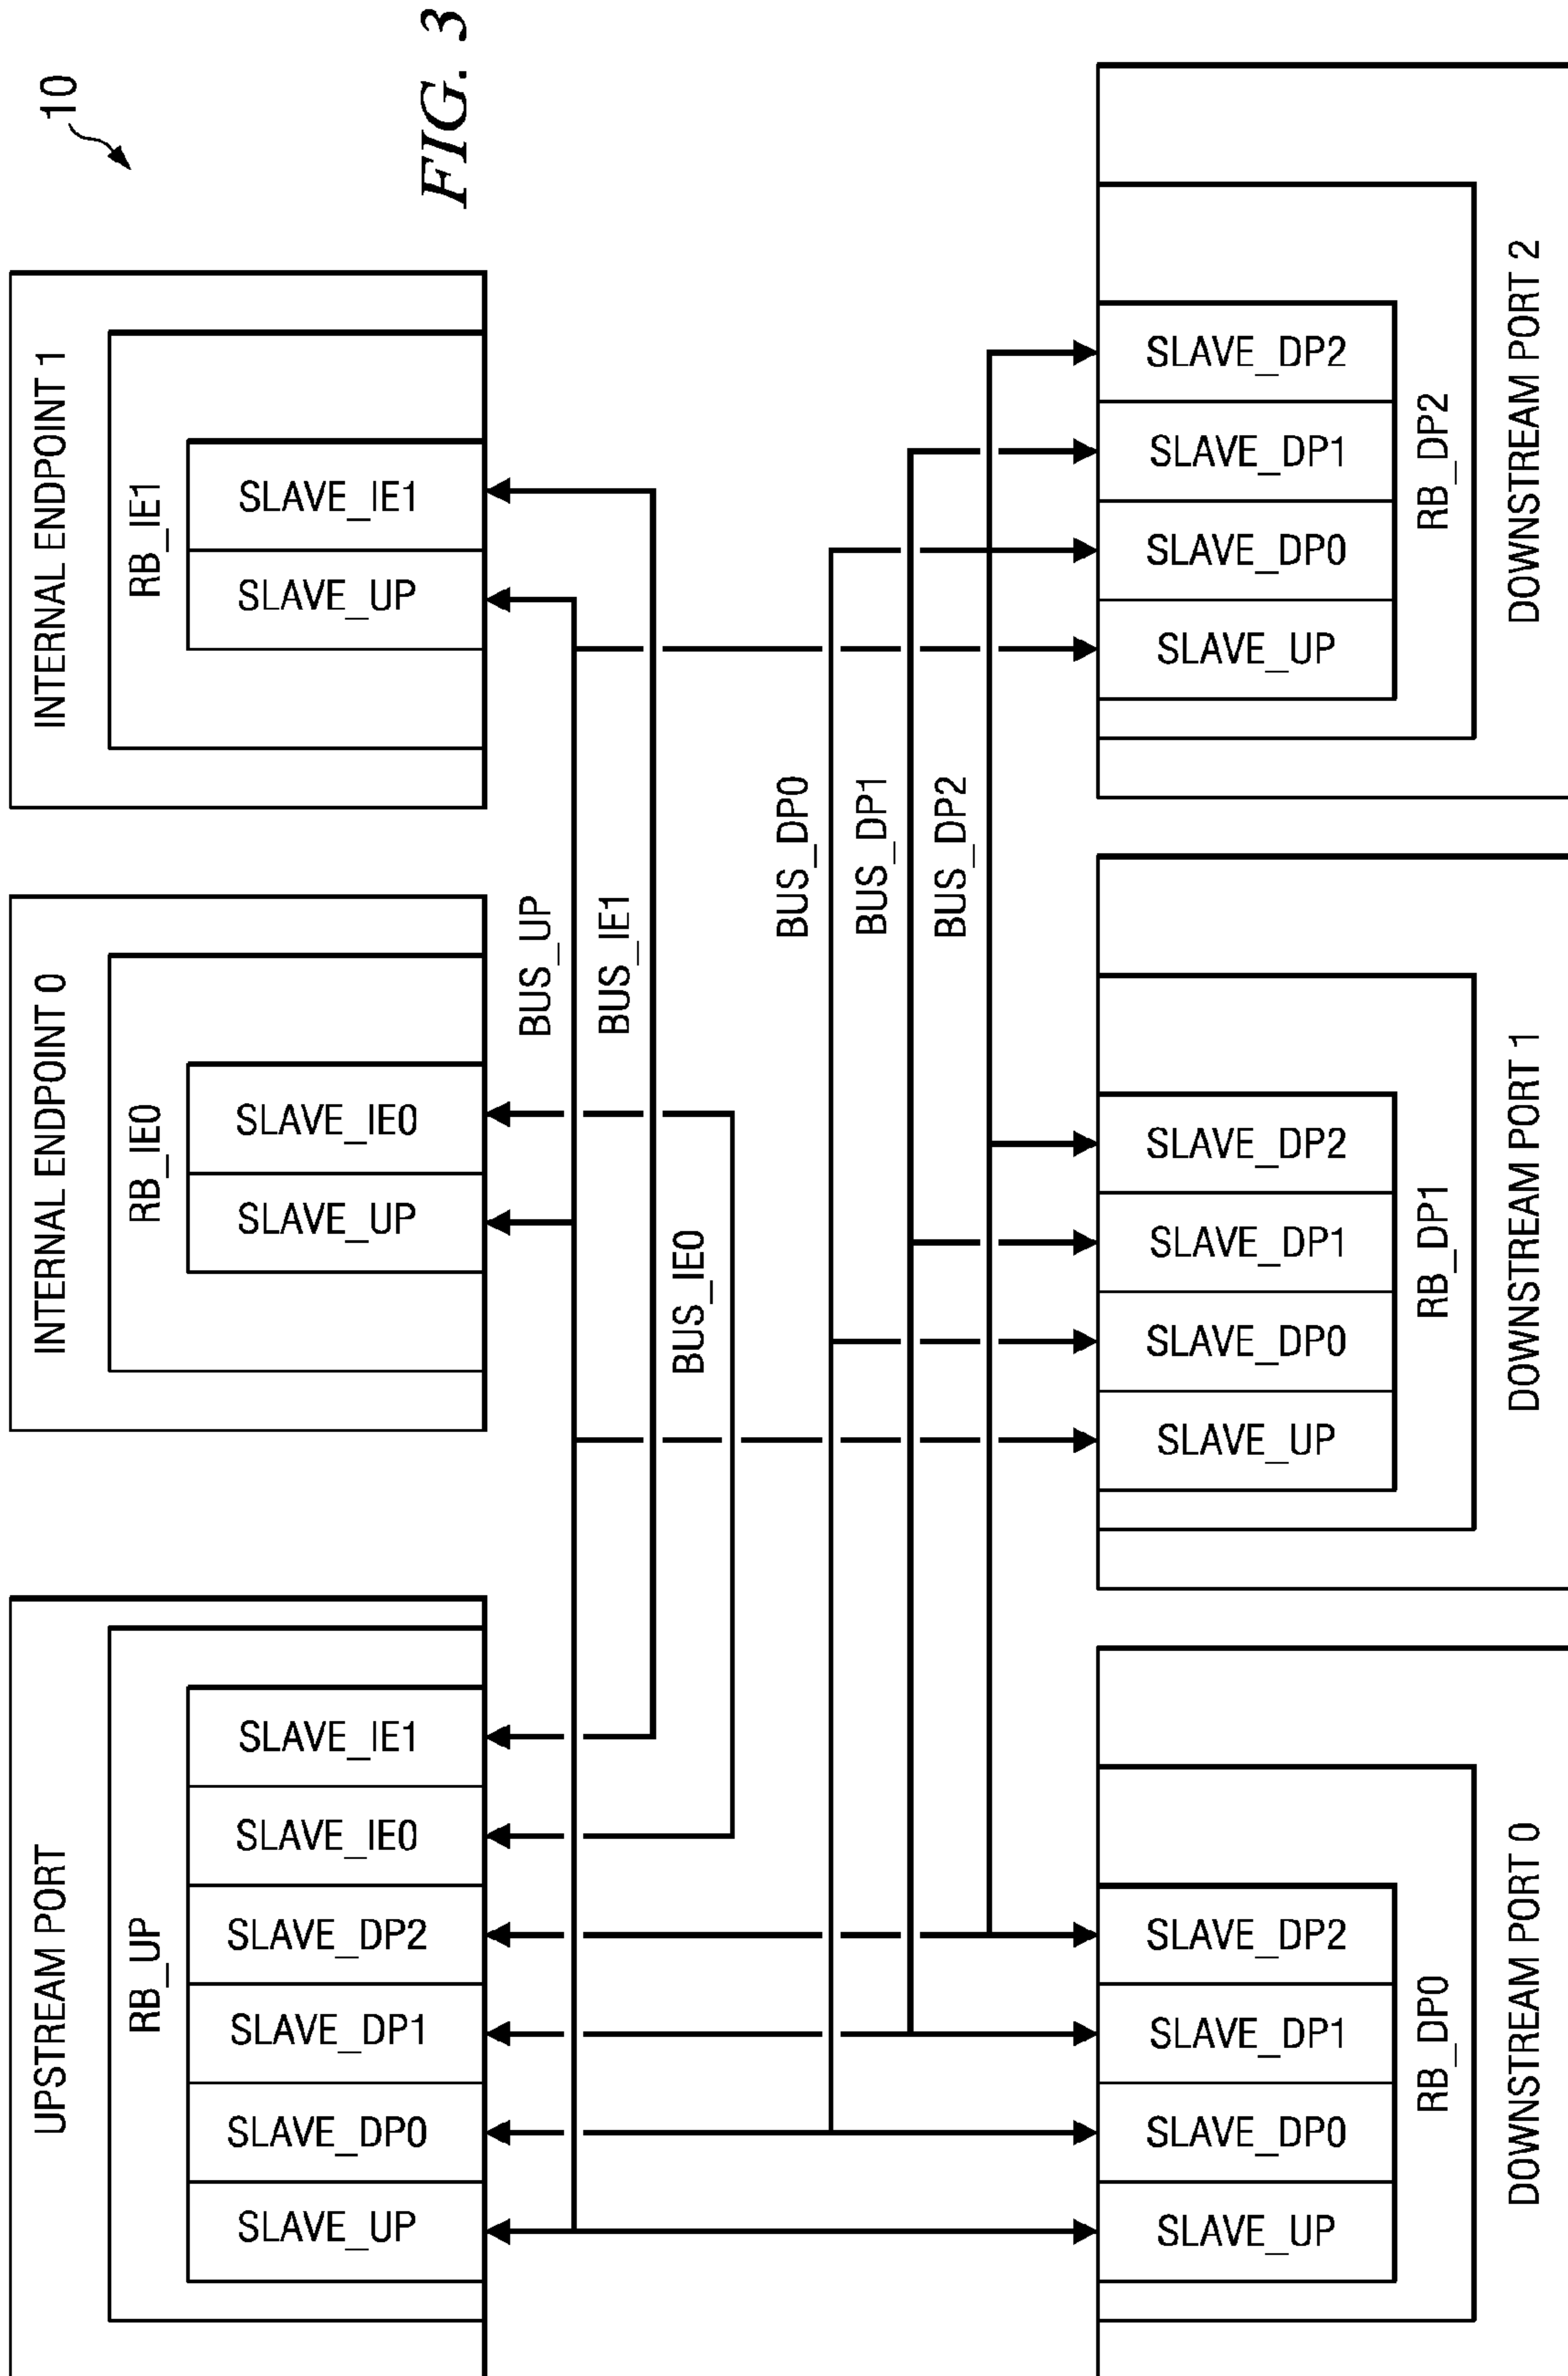 10
FIG. 3
UPSTREAM PORT
RB_UP
SLAVE_UP
SLAVE_DP0
SLAVE_DP1
SLAVE_DP2
SLAVE_IE0
SLAVE_IE1
INTERNAL ENDPOINT 0
RB_IE0
SLAVE_UP
SLAVE_IE0
INTERNAL ENDPOINT 1
RB_IE1
SLAVE_UP
SLAVE_IE1
BUS_UP
BUS_IE1
BUS_IE0
BUS_DP0
BUS_DP1
BUS_DP2
SLAVE_UP
SLAVE_DP0
SLAVE_DP1
SLAVE_DP2
RB_DP0
DOWNSTREAM PORT 0
SLAVE_UP
SLAVE_DP0
SLAVE_DP1
SLAVE_DP2
RB_DP1
DOWNSTREAM PORT 1
SLAVE_UP
SLAVE_DP0
SLAVE_DP1
SLAVE_DP2
RB_DP2
DOWNSTREAM PORT 2